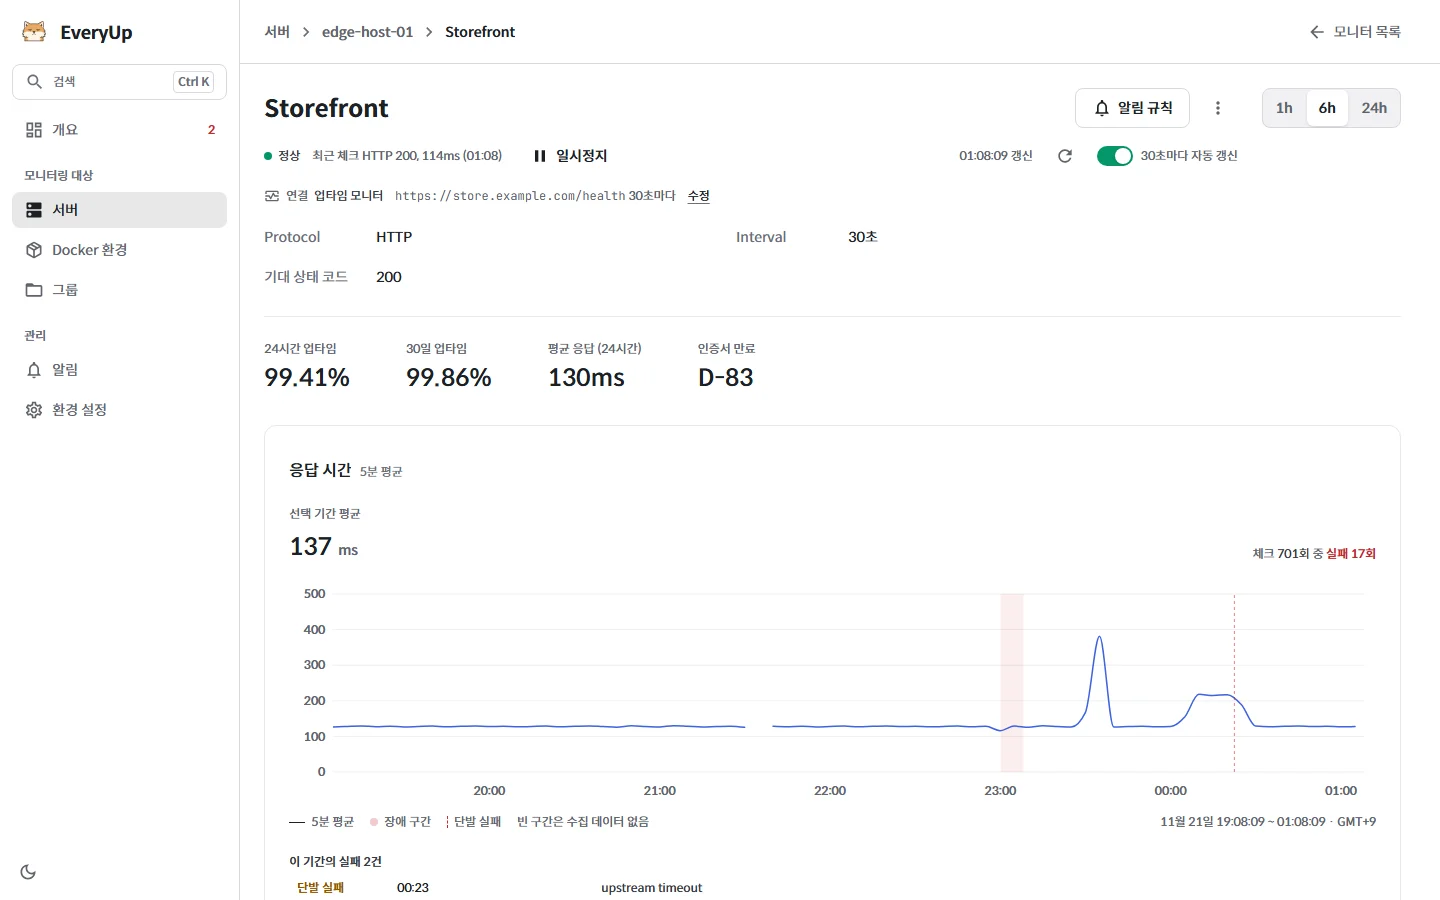 EveryUp
검색 Ctrl K
개요 2
모니터링 대상
서버
Docker 환경
그룹
관리
알림
환경 설정
서버 > edge-host-01 > Storefront
모니터 목록
Storefront
알림 규칙
1h 6h 24h
정상 최근 체크 HTTP 200, 114ms (01:08) 일시정지
01:08:09 갱신 30초마다 자동 갱신
연결 업타임 모니터 https://store.example.com/health 30초마다 수정
Protocol HTTP Interval 30초
기대 상태 코드 200
24시간 업타임 30일 업타임 평균 응답 (24시간) 인증서 만료
99.41% 99.86% 130ms D-83
응답 시간 5분 평균
선택 기간 평균
137 ms
체크 701회 중 실패 17회
500
400
300
200
100
0
20:00 21:00 22:00 23:00 00:00 01:00
5분 평균 장애 구간 단발 실패 빈 구간은 수집 데이터 없음
11월 21일 19:08:09 ~ 01:08:09 · GMT+9
이 기간의 실패 2건
단발 실패 00:23 upstream timeout